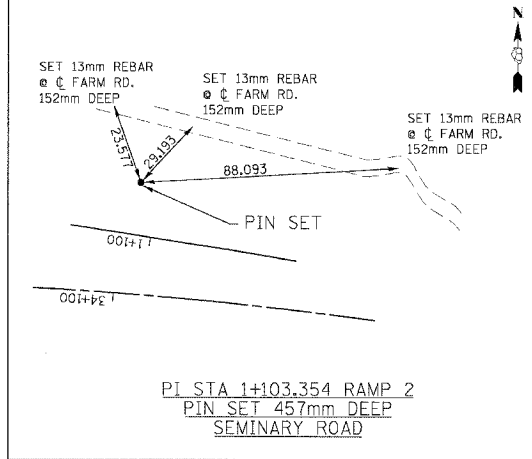 N
SET 13mm REBAR
@ ℄ FARM RD.
152mm DEEP
SET 13mm REBAR
@ ℄ FARM RD.
152mm DEEP
SET 13mm REBAR
@ ℄ FARM RD.
152mm DEEP
23.577
29.193
88.093
PIN SET
1+100
34+100
PI STA 1+103.354 RAMP 2
PIN SET 457mm DEEP
SEMINARY ROAD